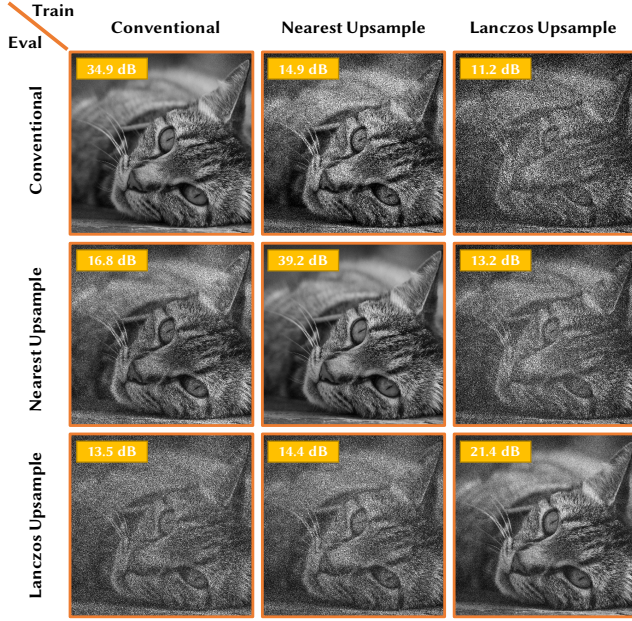 Train
Eval
Conventional
Nearest Upsample
Lanczos Upsample
Conventional
34.9 dB
14.9 dB
11.2 dB
Nearest Upsample
16.8 dB
39.2 dB
13.2 dB
Lanczos Upsample
13.5 dB
14.4 dB
21.4 dB